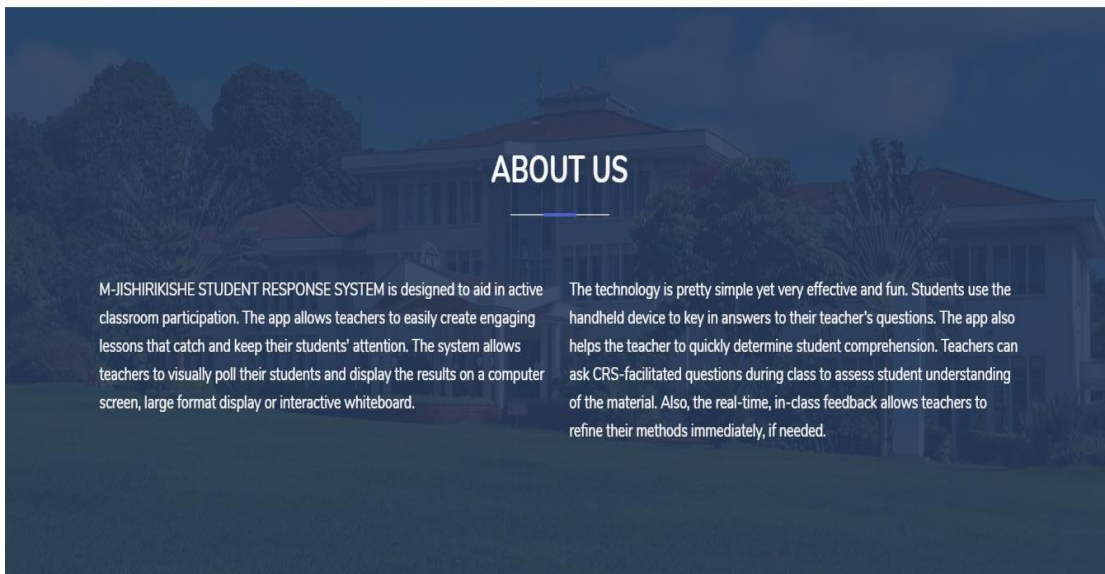 ABOUT US
M-JISHIRIKISHE STUDENT RESPONSE SYSTEM is designed to aid in active
classroom participation. The app allows teachers to easily create engaging
lessons that catch and keep their students' attention. The system allows
teachers to visually poll their students and display the results on a computer
screen, large format display or interactive whiteboard.
The technology is pretty simple yet very effective and fun. Students use the
handheld device to key in answers to their teacher's questions. The app also
helps the teacher to quickly determine student comprehension. Teachers can
ask CRS-facilitated questions during class to assess student understanding
of the material. Also, the real-time, in-class feedback allows teachers to
refine their methods immediately, if needed.